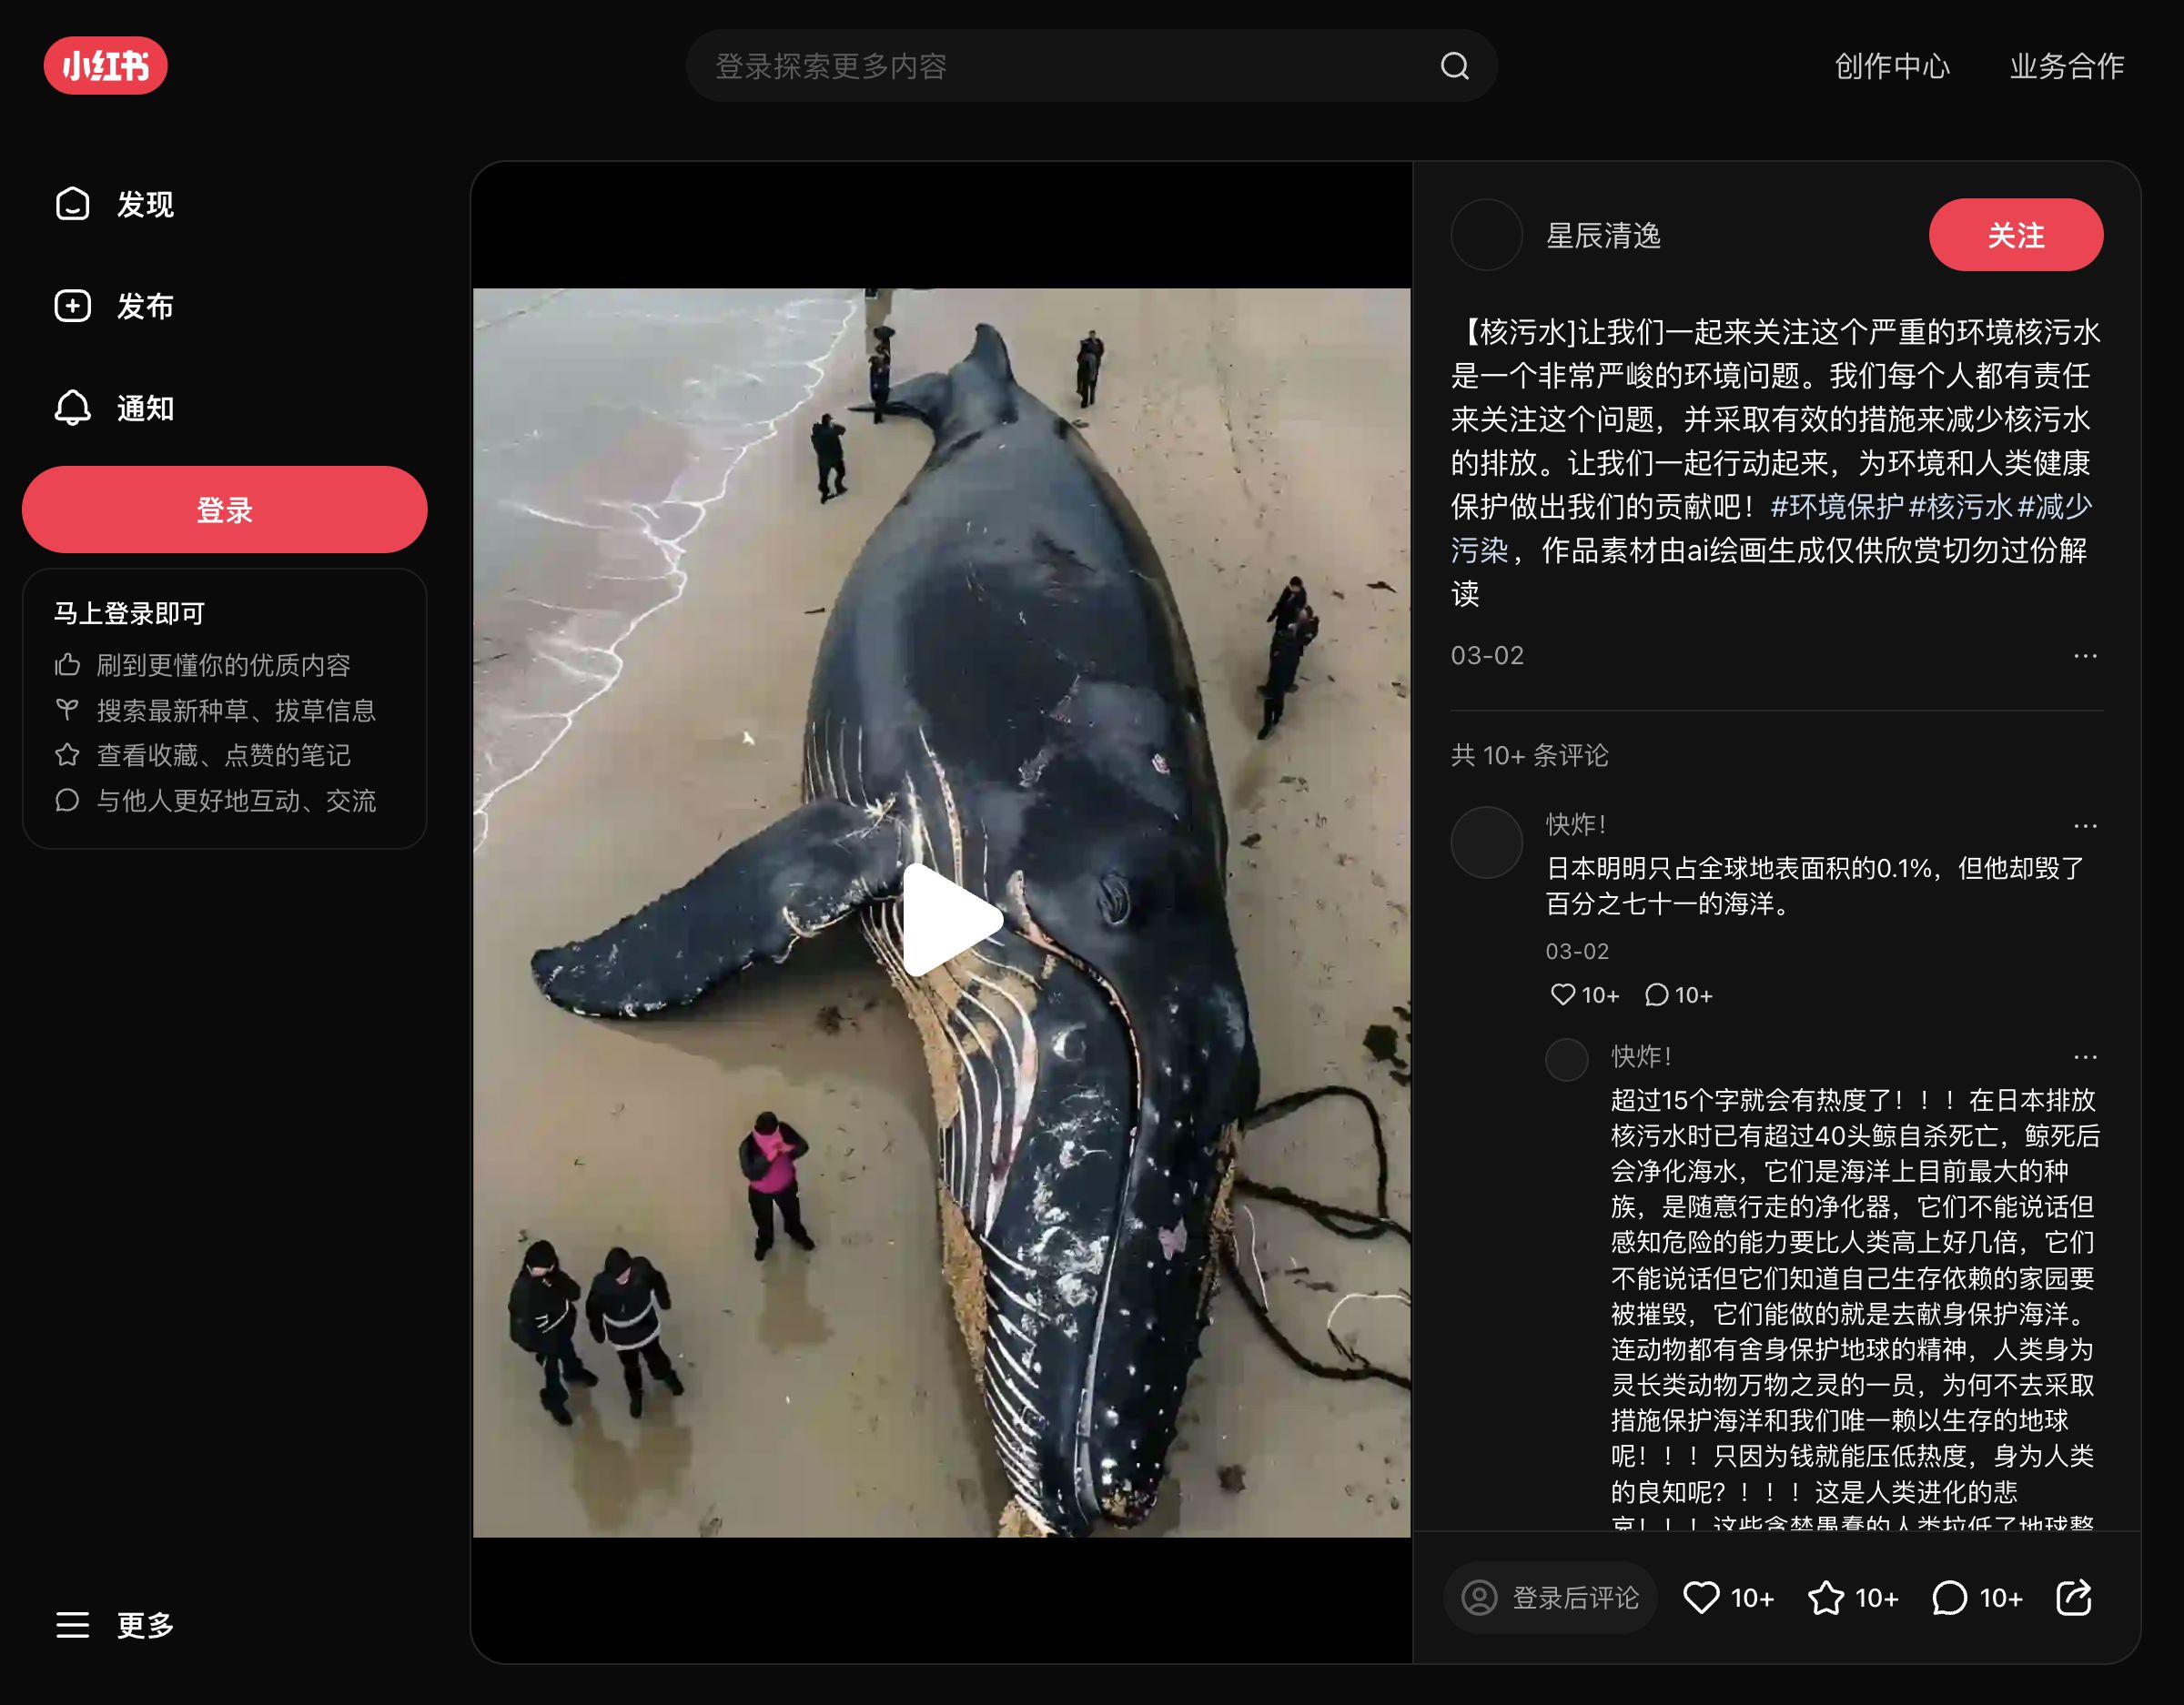 小红书
登录探索更多内容
创作中心
业务合作
发现
发布
通知
登录
马上登录即可
刷到更懂你的优质内容
搜索最新种草、拔草信息
查看收藏、点赞的笔记
与他人更好地互动、交流
更多
星辰清逸
关注
【核污水]让我们一起来关注这个严重的环境核污水
是一个非常严峻的环境问题。我们每个人都有责任
来关注这个问题，并采取有效的措施来减少核污水
的排放。让我们一起行动起来，为环境和人类健康
保护做出我们的贡献吧！#环境保护#核污水#减少
污染，作品素材由ai绘画生成仅供欣赏切勿过份解
读
03-02
共 10+ 条评论
快炸！
日本明明只占全球地表面积的0.1%，但他却毁了
百分之七十一的海洋。
03-02
10+ 10+
快炸！
超过15个字就会有热度了！！！在日本排放
核污水时已有超过40头鲸自杀死亡，鲸死后
会净化海水，它们是海洋上目前最大的种
族，是随意行走的净化器，它们不能说话但
感知危险的能力要比人类高上好几倍，它们
不能说话但它们知道自己生存依赖的家园要
被摧毁，它们能做的就是去献身保护海洋。
连动物都有舍身保护地球的精神，人类身为
灵长类动物万物之灵的一员，为何不去采取
措施保护海洋和我们唯一赖以生存的地球
呢！！！只因为钱就能压低热度，身为人类
的良知呢？！！！这是人类进化的悲
哀！！！这些贪婪愚蠢的人类拉低了地球整
登录后评论
10+ 10+ 10+